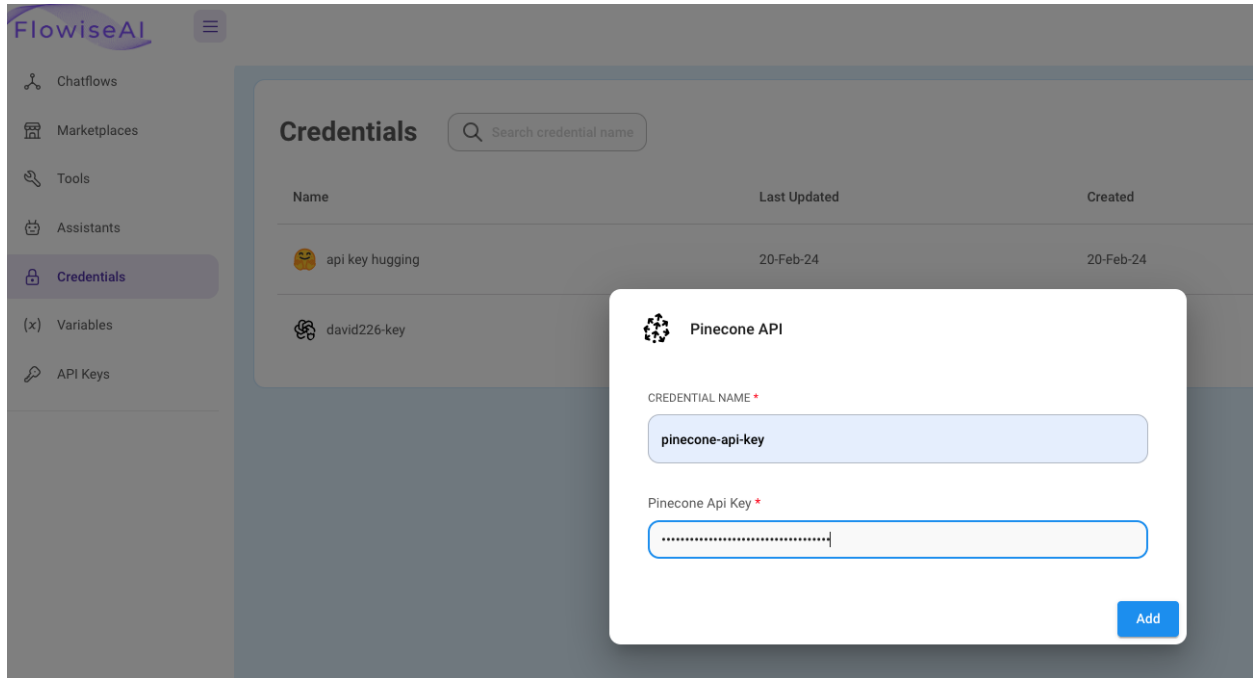 FlowiseAI
Chatflows
Marketplaces
Tools
Assistants
Credentials
(x) Variables
API Keys
Credentials
Search credential name
Name Last Updated Created
api key hugging 20-Feb-24 20-Feb-24
david226-key
Pinecone API
CREDENTIAL NAME *
pinecone-api-key
Pinecone Api Key *
Add